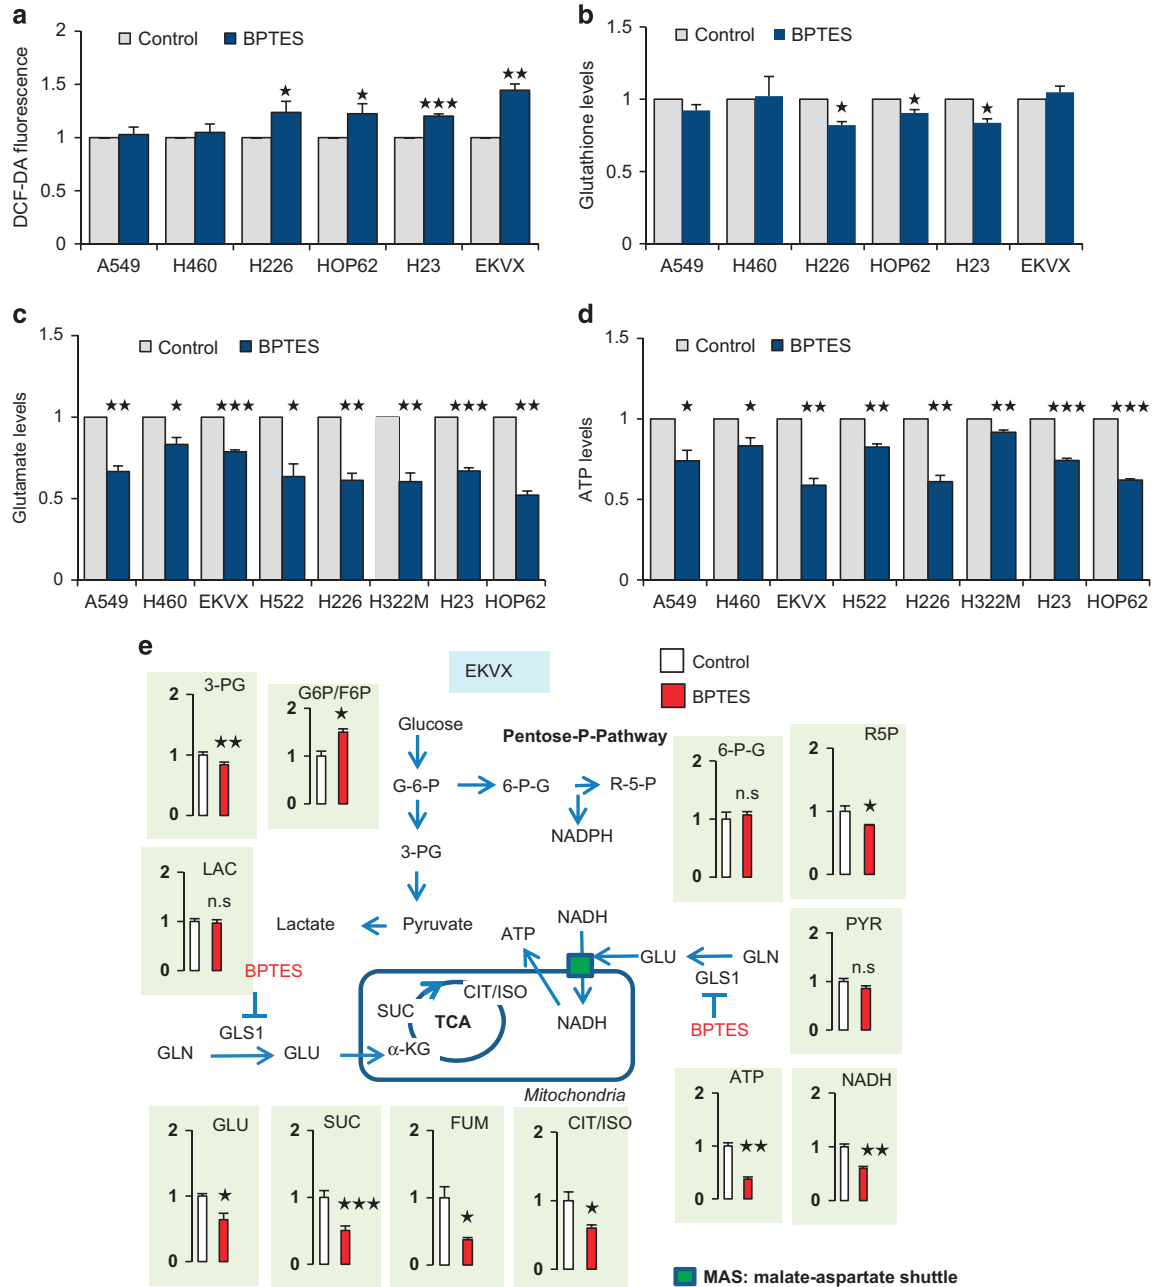 a
DCF-DA fluorescence
2
1.5
1
0.5
0
Control BPTES
★ ★ ★★★ ★★
A549 H460 H226 HOP62 H23 EKVX
b
Glutathione levels
1.5
1
0.5
0
Control BPTES
★ ★ ★
A549 H460 H226 HOP62 H23 EKVX
c
Glutamate levels
1.5
1
0.5
0
Control BPTES
★★ ★ ★★★ ★ ★★ ★★ ★★★ ★★
A549 H460 EKVX H522 H226 H322M H23 HOP62
d
ATP levels
1.5
1
0.5
0
Control BPTES
★ ★ ★★ ★★ ★★ ★★ ★★★ ★★★
A549 H460 EKVX H522 H226 H322M H23 HOP62
e
EKVX
Control
BPTES
3-PG
2
1
0
★★
G6P/F6P
2
1
0
★
Glucose
Pentose-P-Pathway
G-6-P 6-P-G R-5-P
NADPH
3-PG
Lactate Pyruvate
6-P-G
2
1
0
n.s
R5P
2
1
0
★
LAC
2
1
0
n.s
BPTES
GLS1
GLN GLU
α-KG
SUC
CIT/ISO
TCA
ATP
NADH
NADH
GLU GLN
GLS1
BPTES
Mitochondria
PYR
2
1
0
n.s
ATP
2
1
0
★★
NADH
2
1
0
★★
GLU
2
1
0
★
SUC
2
1
0
★★★
FUM
2
1
0
★
CIT/ISO
2
1
0
★
MAS: malate-aspartate shuttle